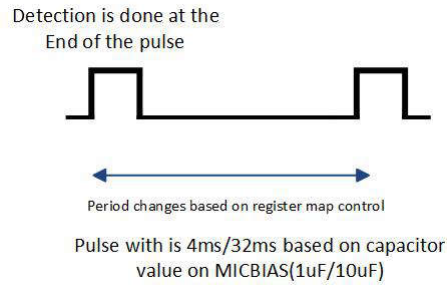 Detection is done at the
End of the pulse
Period changes based on register map control
Pulse with is 4ms/32ms based on capacitor
value on MICBIAS(1uF/10uF)